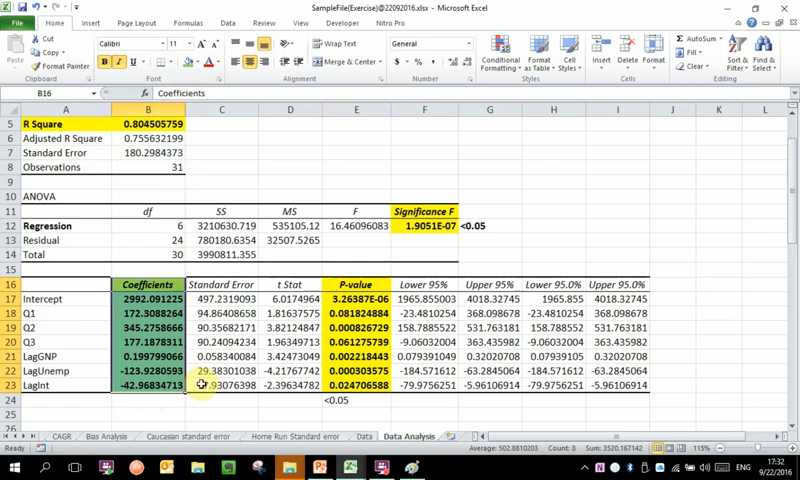 SampleFile(Exercise)@22092016.xlsx - Microsoft Excel
File Home Insert Page Layout Formulas Data Review View Developer Nitro Pro
Cut
Copy
Format Painter
Paste
Clipboard
Calibri 11
B I U
Font
Wrap Text
Merge & Center
Alignment
General
$ % ,
Number
Conditional Formatting
Format as Table
Cell Styles
Styles
Insert Delete Format
Cells
AutoSum
Fill
Clear
Sort & Filter
Find & Select
Editing
B16 fx Coefficients
A B C D E F G H I J K L
5 R Square 0.804505759
6 Adjusted R Square 0.755632199
7 Standard Error 180.2984373
8 Observations 31
9
10 ANOVA
11 df SS MS F Significance F
12 Regression 6 3210630.719 535105.12 16.46096083 1.9051E-07 <0.05
13 Residual 24 780180.6354 32507.5265
14 Total 30 3990811.355
15
16 Coefficients Standard Error t Stat P-value Lower 95% Upper 95% Lower 95.0% Upper 95.0%
17 Intercept 2992.091225 497.2319093 6.0174964 3.26387E-06 1965.855003 4018.32745 1965.855 4018.32745
18 Q1 172.3088264 94.86408658 1.81637575 0.081824884 -23.4810254 368.098678 -23.481025 368.098678
19 Q2 345.2758666 90.35682171 3.82124847 0.000826729 158.7885522 531.763181 158.78855 531.763181
20 Q3 177.1878311 90.24094234 1.96349713 0.061275739 -9.06032004 363.435982 -9.06032 363.435982
21 LagGNP 0.199799066 0.058340084 3.42473049 0.002218443 0.079391049 0.32020708 0.07939105 0.32020708
22 LagUnemp -123.9280593 29.38301038 -4.21767742 0.000303575 -184.571612 -63.2845064 -184.57161 -63.2845064
23 LagInt -42.96834713 .93076398 -2.39634782 0.024706588 -79.9756251 -5.96106914 -79.975625 -5.96106914
24 <0.05
25
26
CAGR Bias Analysis Caucasian standard error Home Run Standard error Data Data Analysis
Ready Average: 502.8810203 Count: 8 Sum: 3520.167142 115%
ENG 17:32
9/22/2016